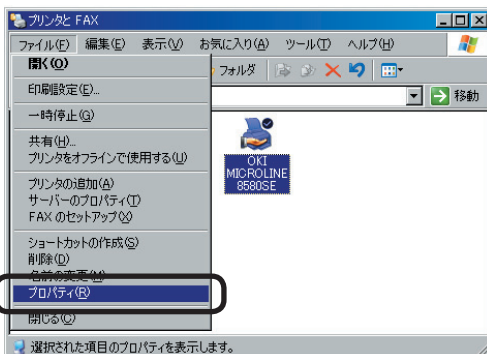 プリンタと FAX
ファイル(F) 編集(E) 表示(V) お気に入り(A) ツール(T) ヘルプ(H)
フォルダ
移動
開く(O)
印刷設定(E)...
一時停止(G)
共有(H)...
プリンタをオフラインで使用する(U)
プリンタの追加(A)
サーバーのプロパティ(T)
FAX のセットアップ(X)
ショートカットの作成(S)
削除(D)
名前の変更(M)
プロパティ(R)
閉じる(C)
OKI
MICROLINE
8580SE
選択された項目のプロパティを表示します。